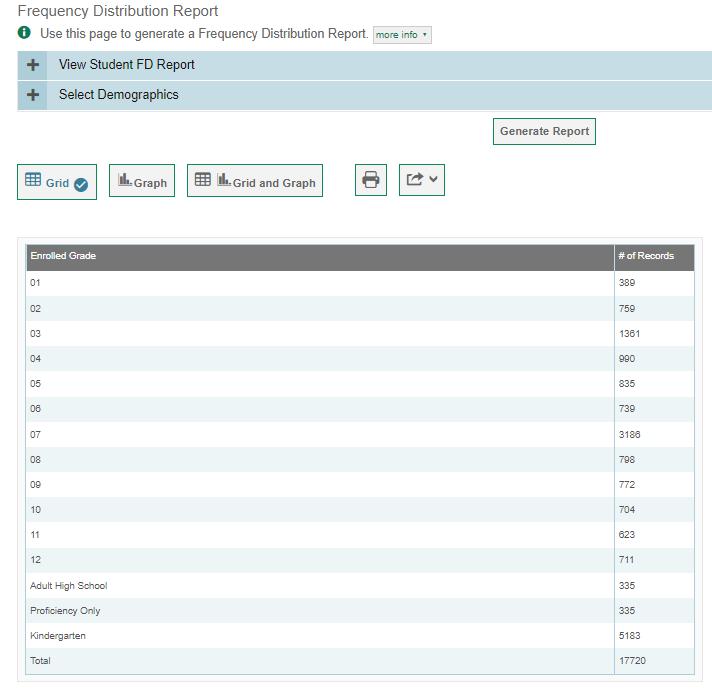 Frequency Distribution Report
Use this page to generate a Frequency Distribution Report. more info
View Student FD Report
Select Demographics
Generate Report
Grid Graph Grid and Graph
Enrolled Grade # of Records
01 389
02 759
03 1361
04 990
05 835
06 739
07 3186
08 798
09 772
10 704
11 623
12 711
Adult High School 335
Proficiency Only 335
Kindergarten 5183
Total 17720